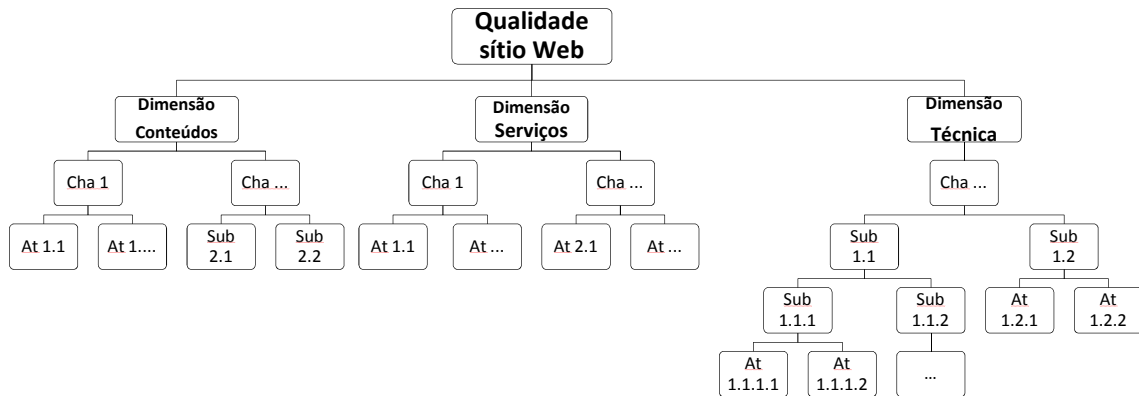 Qualidade
sítio Web
Dimensão
Conteúdos
Dimensão
Serviços
Dimensão
Técnica
Cha 1
Cha ...
Cha 1
Cha ...
Cha ...
At 1.1
At 1....
Sub
2.1
Sub
2.2
At 1.1
At ...
At 2.1
At ...
Sub
1.1
Sub
1.2
Sub
1.1.1
Sub
1.1.2
At
1.2.1
At
1.2.2
At
1.1.1.1
At
1.1.1.2
...